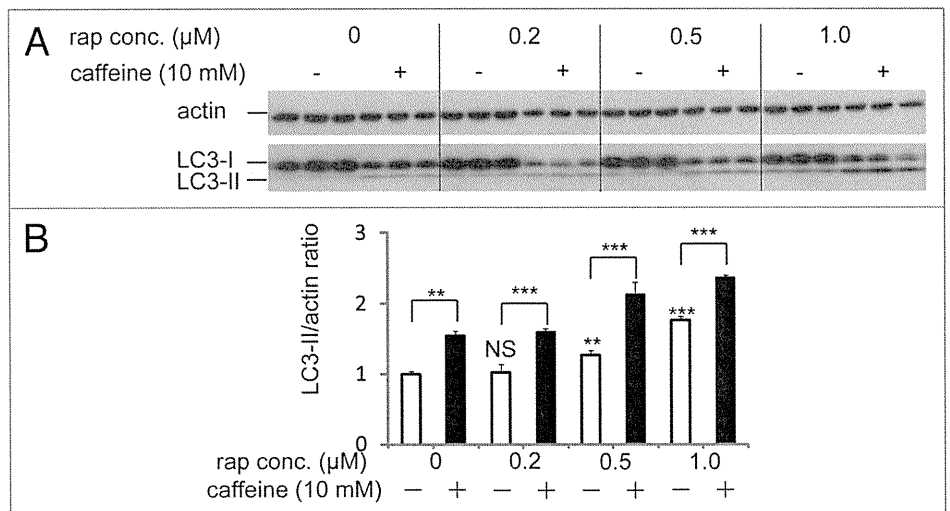 A
rap conc. (µM) 0 0.2 0.5 1.0
caffeine (10 mM) - + - + - + - +
actin
LC3-I
LC3-II
B
LC3-II/actin ratio
3
2
1
0
** *** *** ***
NS ** ***
rap conc. (µM) 0 0.2 0.5 1.0
caffeine (10 mM) − + − + − + − +